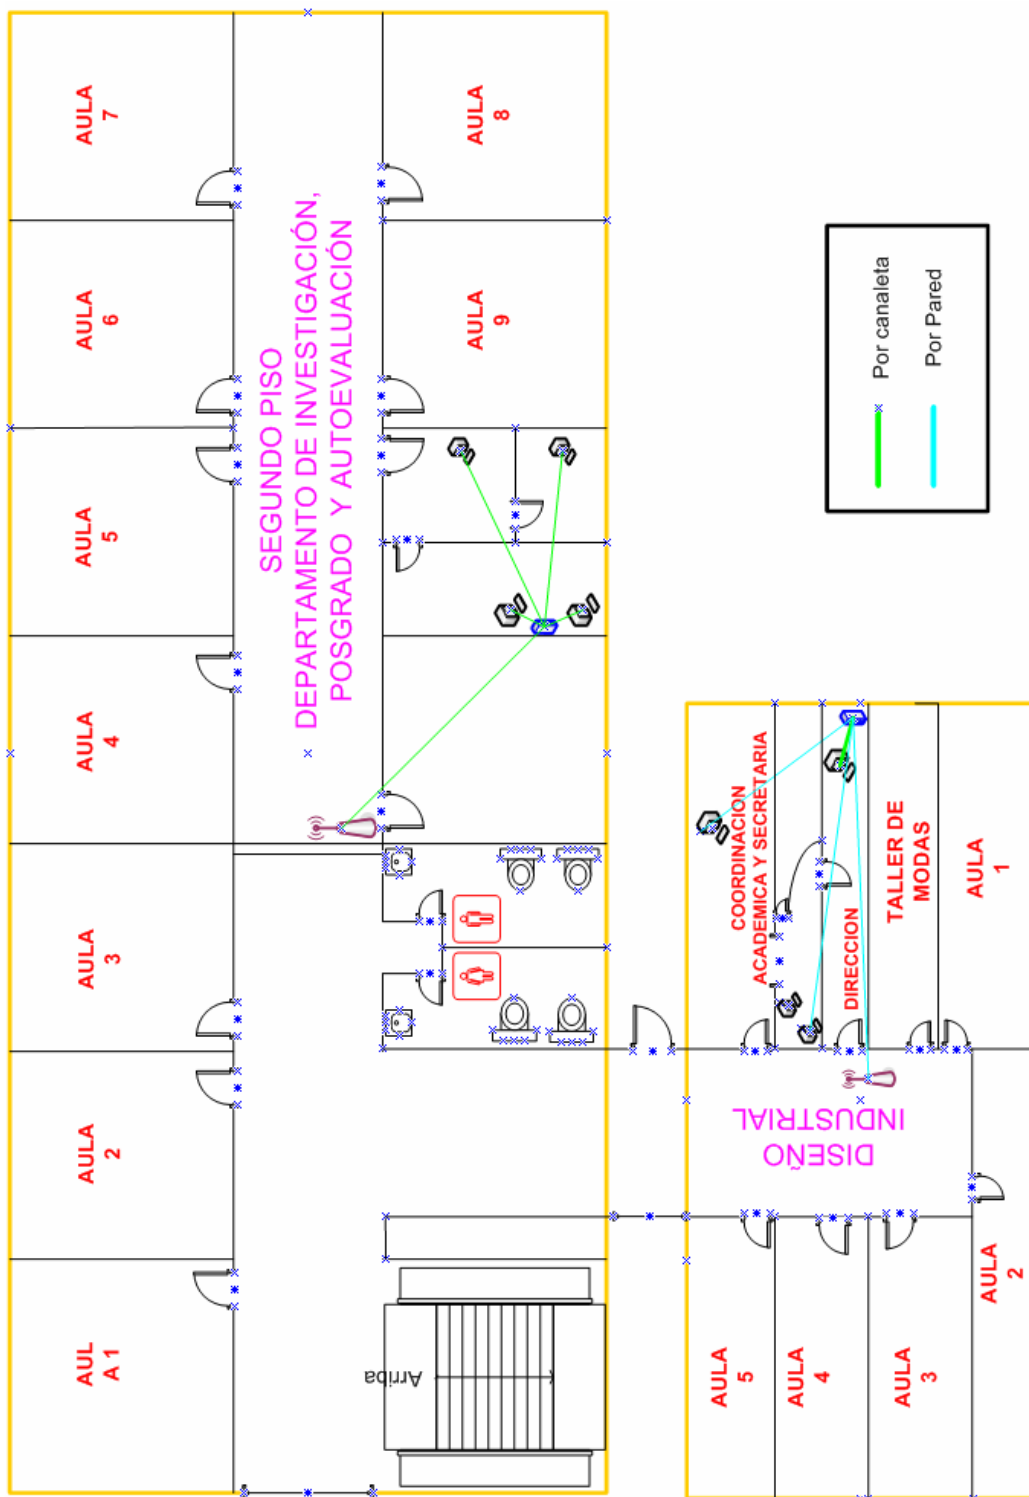 AULA
7
AULA
6
AULA
5
AULA
4
AULA
3
AULA
2
AUL
A 1
SEGUNDO PISO
DEPARTAMENTO DE INVESTIGACIÓN,
POSGRADO Y AUTOEVALUACIÓN
AULA
8
AULA
9
Arriba
Por canaleta
Por Pared
COORDINACION
ACADEMICA Y SECRETARIA
DIRECCION
TALLER DE
MODAS
AULA
1
DISEÑO
INDUSTRIAL
AULA
5
AULA
4
AULA
3
AULA
2